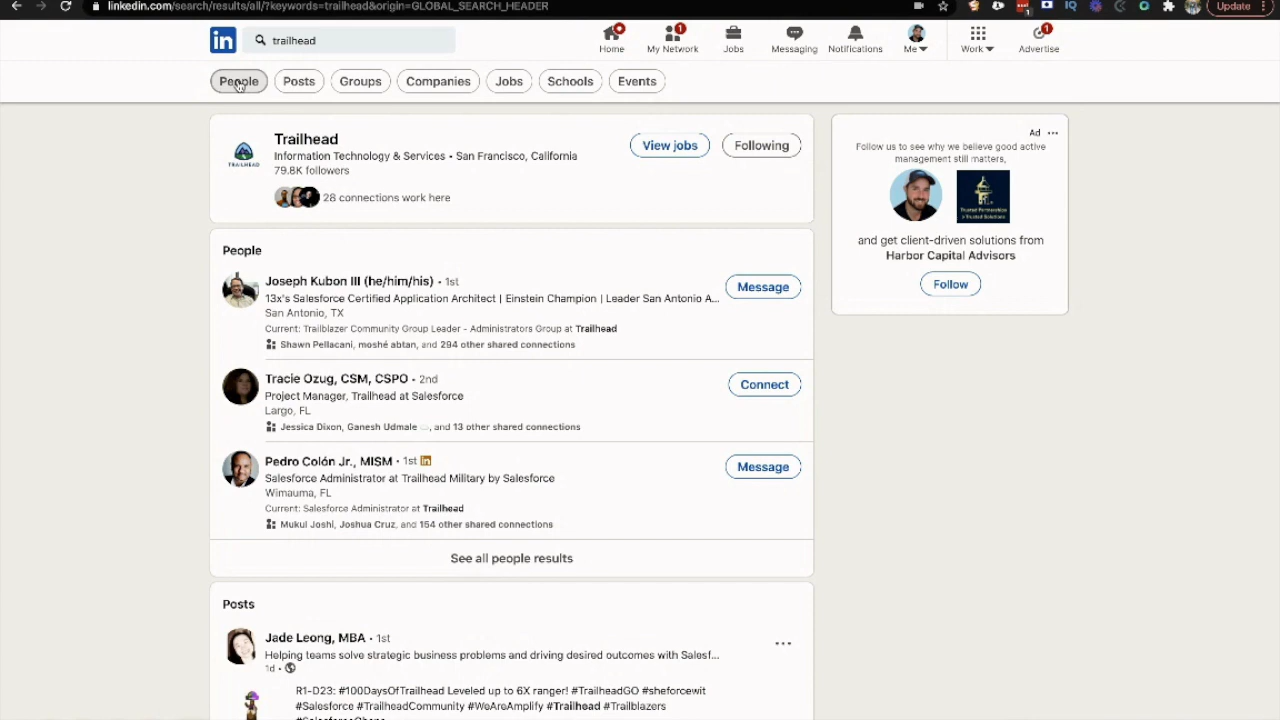 linkedin.com/search/results/all/?keywords=trailhead&origin=GLOBAL_SEARCH_HEADER
Update
in
trailhead
Home
1
My Network
Jobs
Messaging
Notifications
Me
Work
1
Advertise
People
Posts
Groups
Companies
Jobs
Schools
Events
Trailhead
Information Technology & Services • San Francisco, California
79.8K followers
28 connections work here
View jobs
Following
TRAILHEAD
People
Joseph Kubon III (he/him/his) • 1st
13x's Salesforce Certified Application Architect | Einstein Champion | Leader San Antonio A...
San Antonio, TX
Current: Trailblazer Community Group Leader - Administrators Group at Trailhead
Shawn Pellacani, moshé abtan, and 294 other shared connections
Message
Tracie Ozug, CSM, CSPO • 2nd
Project Manager, Trailhead at Salesforce
Largo, FL
Jessica Dixon, Ganesh Udmale, and 13 other shared connections
Connect
Pedro Colón Jr., MISM • 1st in
Salesforce Administrator at Trailhead Military by Salesforce
Wimauma, FL
Current: Salesforce Administrator at Trailhead
Mukul Joshi, Joshua Cruz, and 154 other shared connections
Message
See all people results
Posts
Jade Leong, MBA • 1st
Helping teams solve strategic business problems and driving desired outcomes with Salesf...
1d •
R1-D23: #100DaysOfTrailhead Leveled up to 6X ranger! #TrailheadGO #sheforcewit
#Salesforce #TrailheadCommunity #WeAreAmplify #Trailhead #Trailblazers
#SalesforceOhana
Ad
Follow us to see why we believe good active
management still matters,
Trusted Partnerships
Trusted Solutions
and get client-driven solutions from
Harbor Capital Advisors
Follow